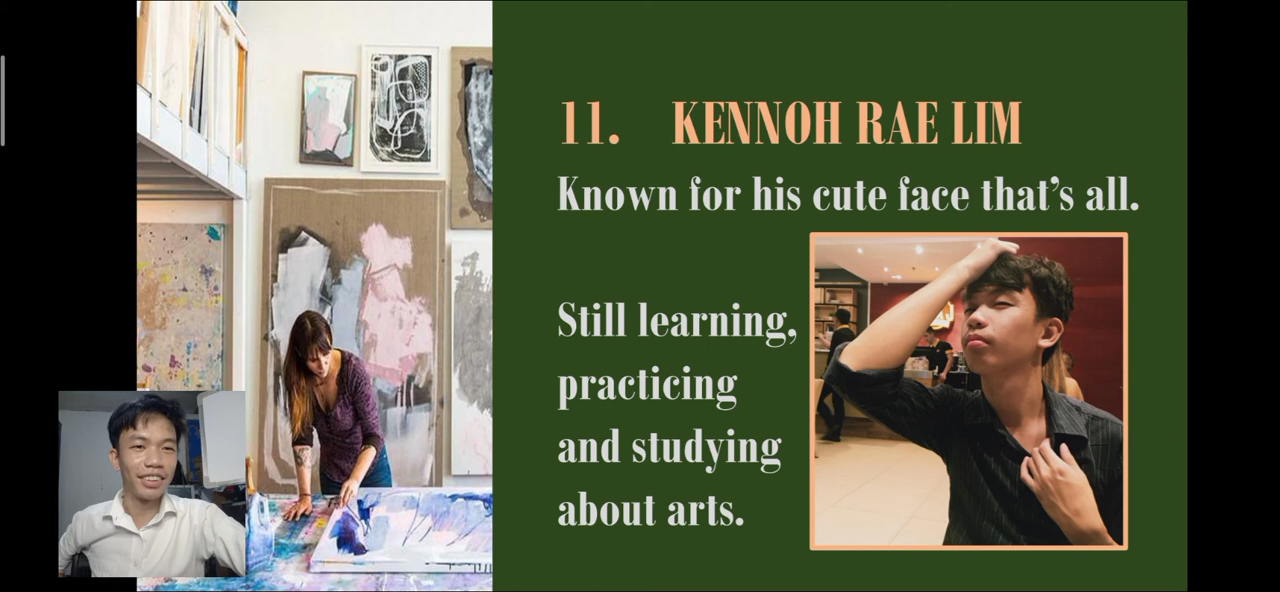 11. KENNOH RAE LIM
Known for his cute face that's all.
Still learning,
practicing
and studying
about arts.